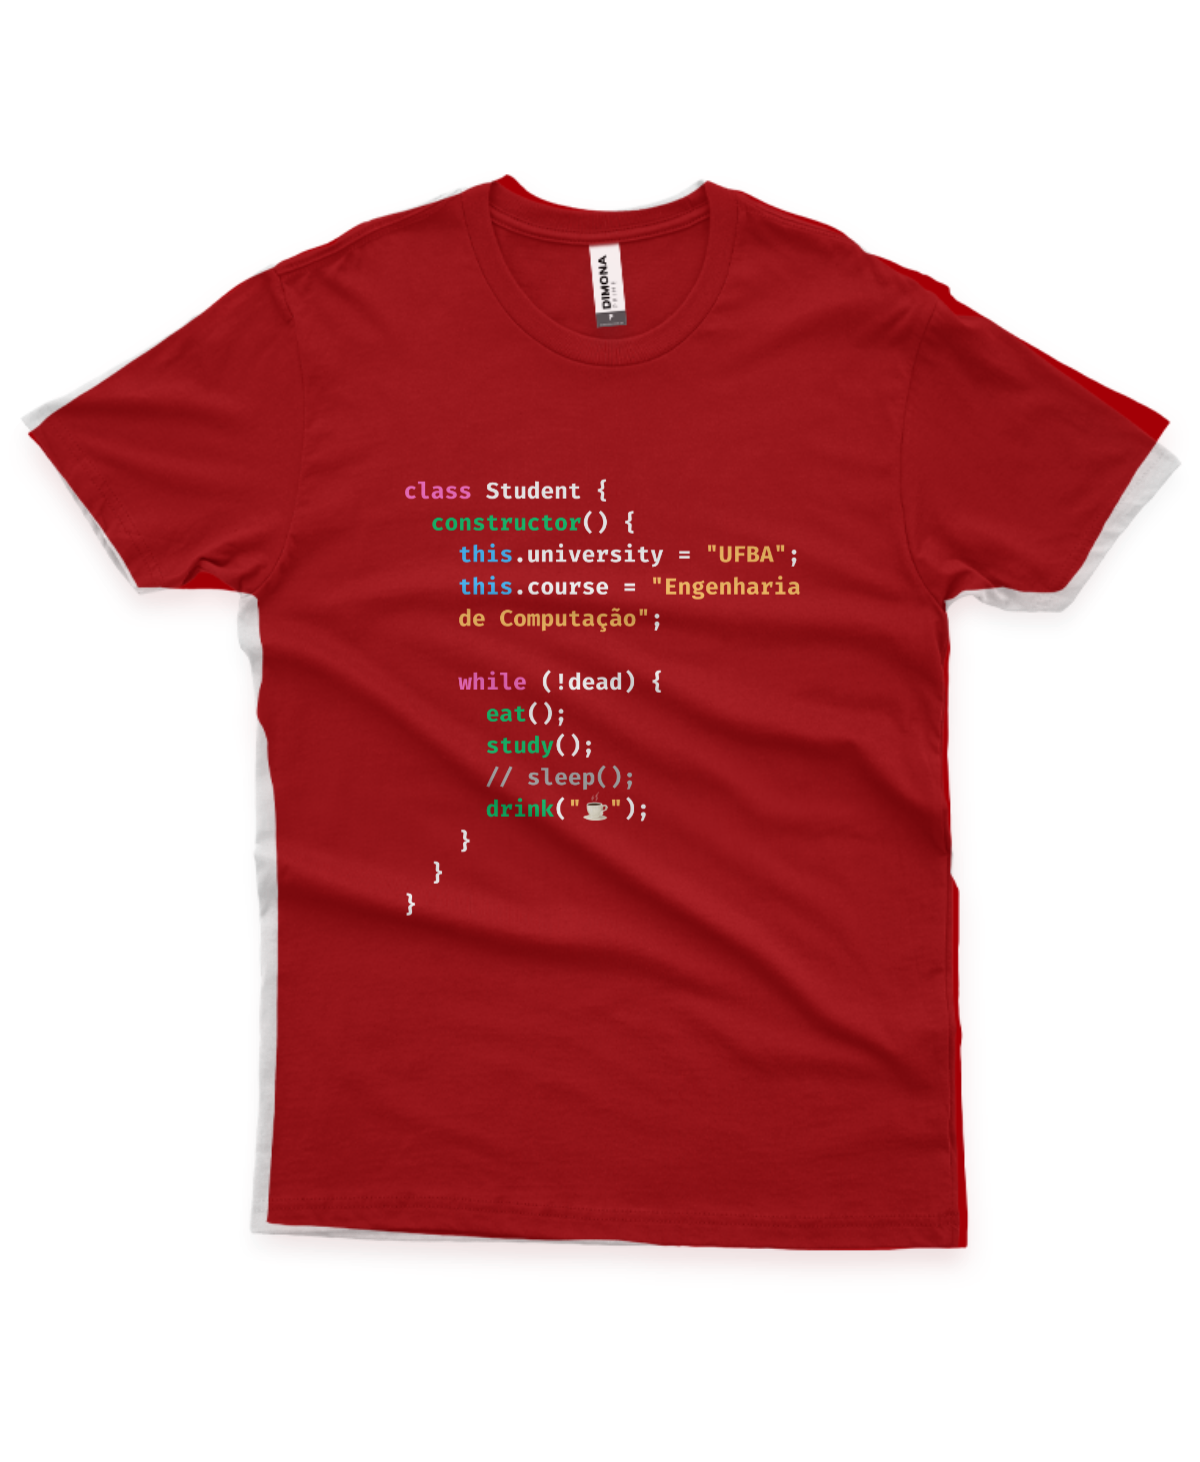 DIMONA
class Student {
constructor() {
this.university = "UFBA";
this.course = "Engenharia
de Computação";
while (!dead) {
eat();
study();
// sleep();
drink("☕");
}
}
}